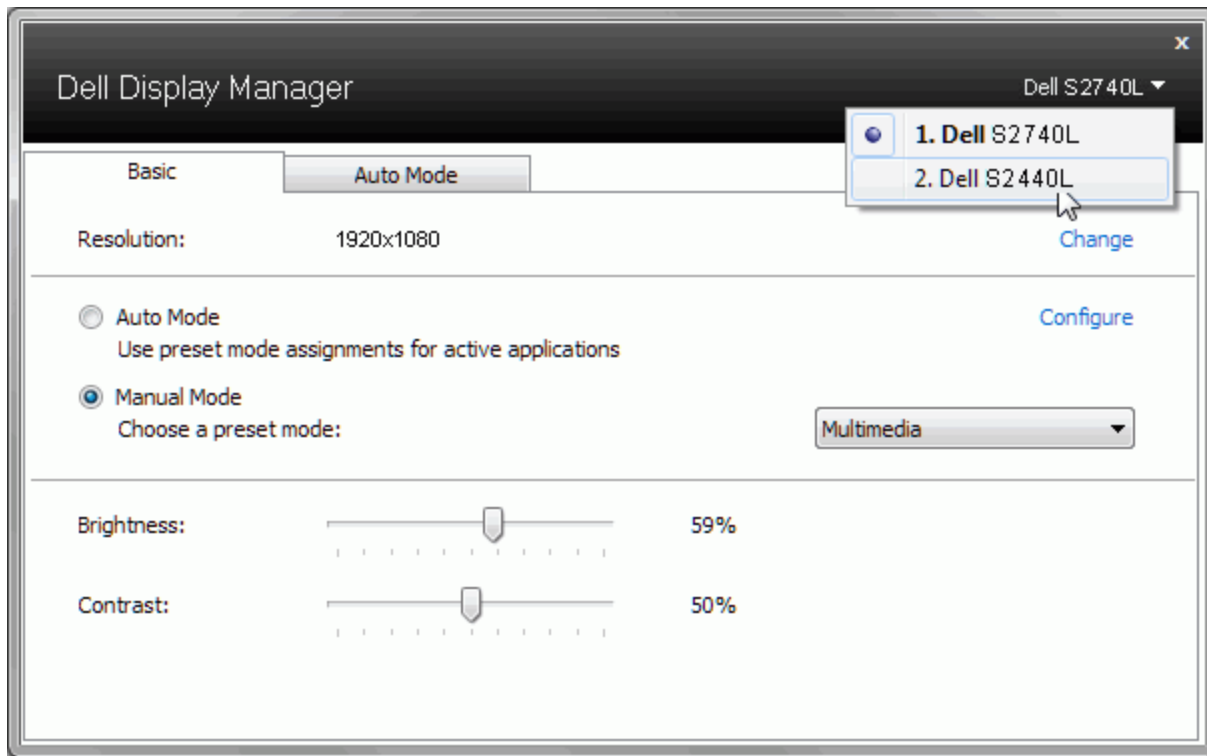 x
Dell Display Manager
Dell S2740L
1. Dell S2740L
2. Dell S2440L
Basic
Auto Mode
Resolution:
1920x1080
Change
Auto Mode
Configure
Use preset mode assignments for active applications
Manual Mode
Choose a preset mode:
Multimedia
Brightness:
59%
Contrast:
50%